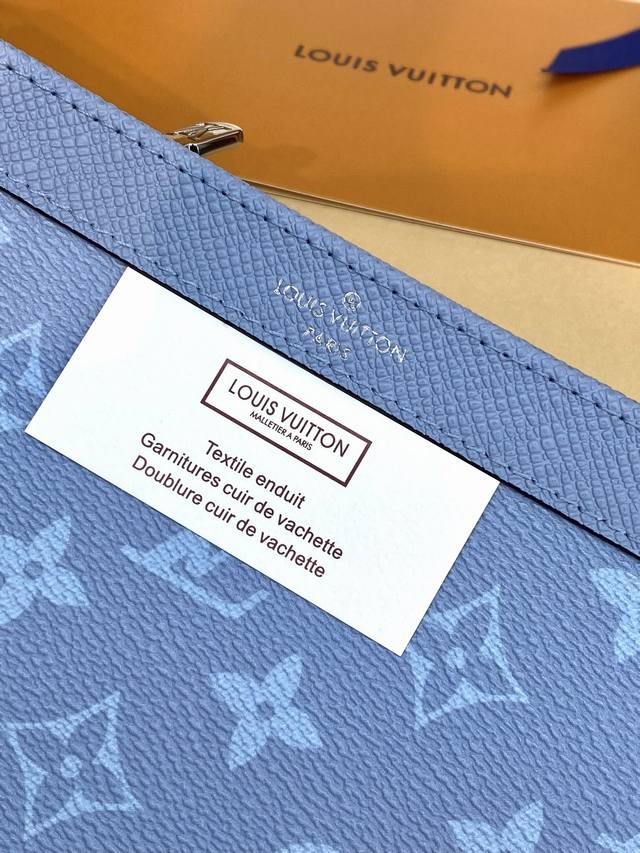 LOUIS VUITTON
LOUIS VUITTON
PARIS
LOUIS VUITTON
MALLETIER A PARIS
Textile enduit
Garnitures cuir de vachette
Doublure cuir de vachette